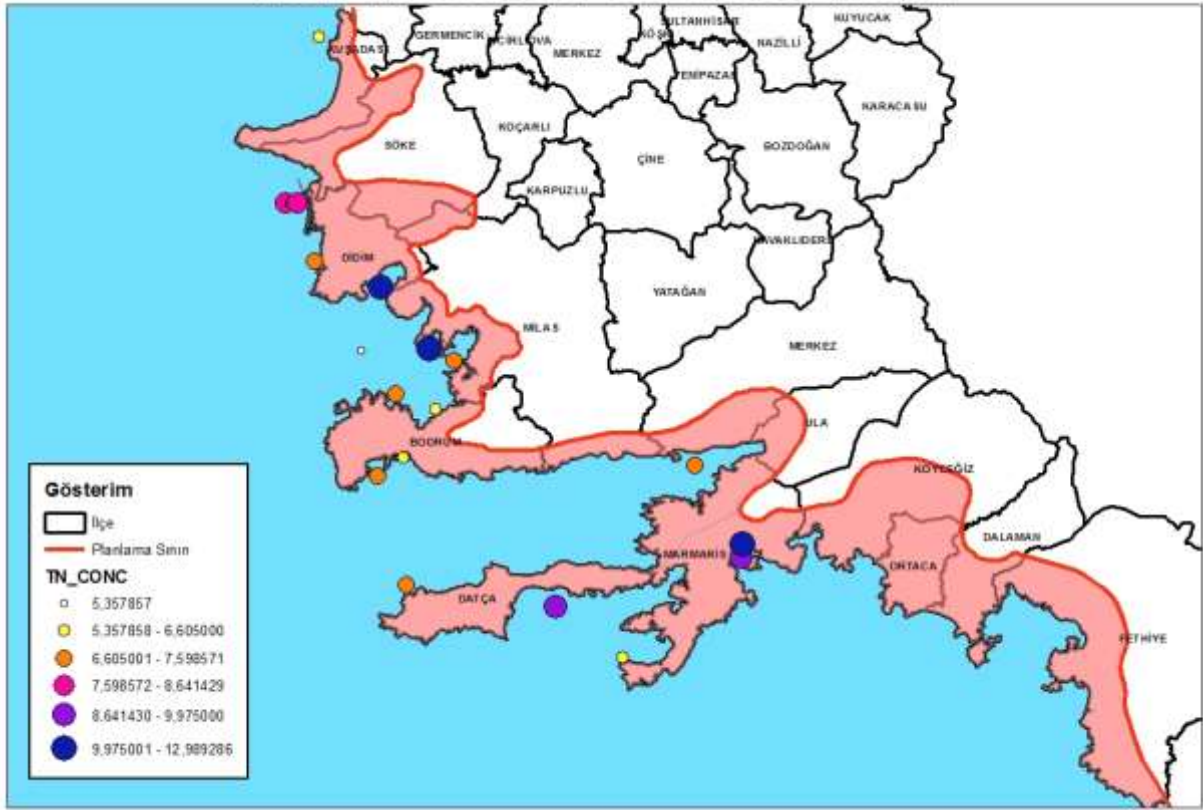 KUYUCAK
SULTANHİSAR
KÖŞK
GERMENCİK
İNCİRLİOVA
KUŞADASI
MERKEZ
NAZİLLİ
YENİPAZAR
KARACASU
KOÇARLI
SÖKE
ÇİNE
BOZDOĞAN
KARPUZLU
KAVAKLIDERE
DİDİM
YATAĞAN
MİLAS
MERKEZ
ULA
BODRUM
KÖYCEĞİZ
DALAMAN
MARMARİS
ORTACA
DATÇA
FETHİYE
Gösterim
İlçe
Planlama Sınırı
TN_CONC
5,357857
5,357858 - 6,605000
6,605001 - 7,598571
7,598572 - 8,641429
8,641430 - 9,975000
9,975001 - 12,989286